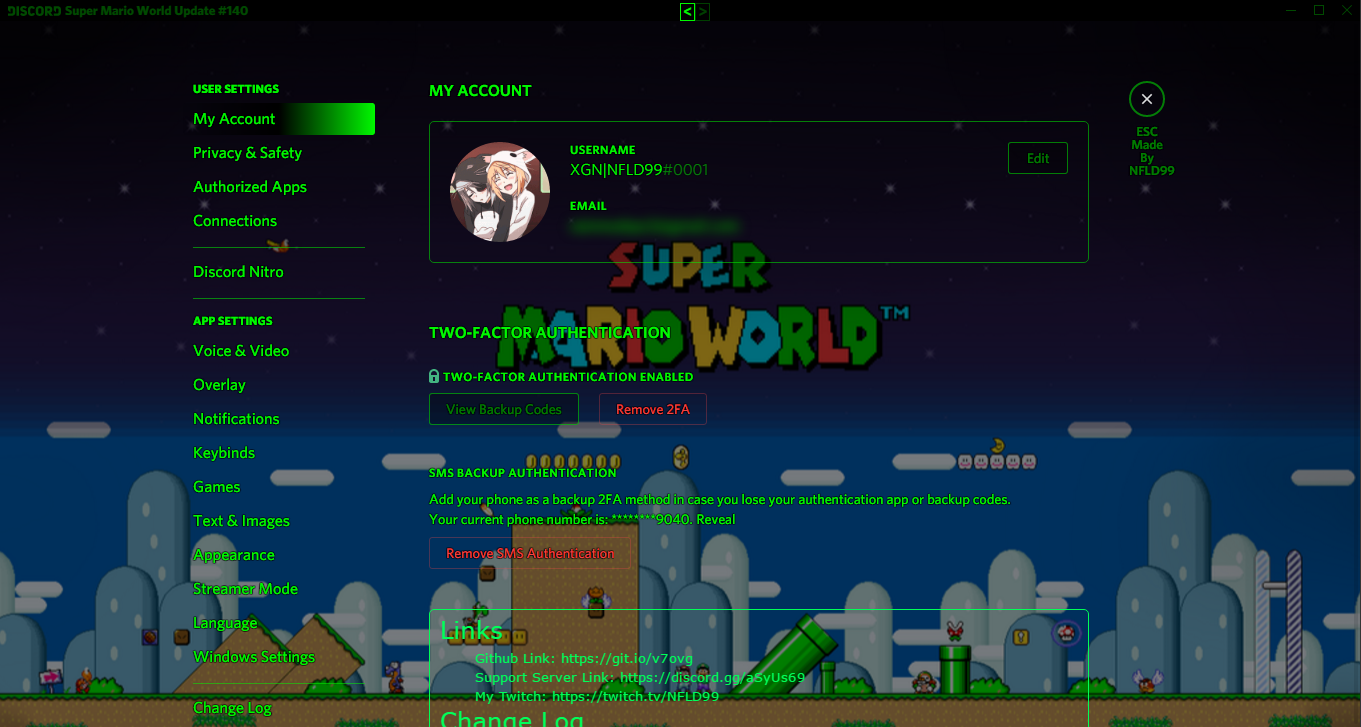 DISCORD Super Mario World Update #140
< >
USER SETTINGS
My Account
Privacy & Safety
Authorized Apps
Connections
Discord Nitro
APP SETTINGS
Voice & Video
Overlay
Notifications
Keybinds
Games
Text & Images
Appearance
Streamer Mode
Language
Windows Settings
Change Log
MY ACCOUNT
USERNAME
XGN|NFLD99#0001
Edit
EMAIL
SUPER
MARIO WORLD™
TWO-FACTOR AUTHENTICATION
TWO-FACTOR AUTHENTICATION ENABLED
View Backup Codes Remove 2FA
SMS BACKUP AUTHENTICATION
Add your phone as a backup 2FA method in case you lose your authentication app or backup codes.
Your current phone number is: ********9040. Reveal
Remove SMS Authentication
Links
Github Link: https://git.io/v7ovg
Support Server Link: https://discord.gg/aSyUs69
My Twitch: https://twitch.tv/NFLD99
Change Log
ESC
Made
By
NFLD99